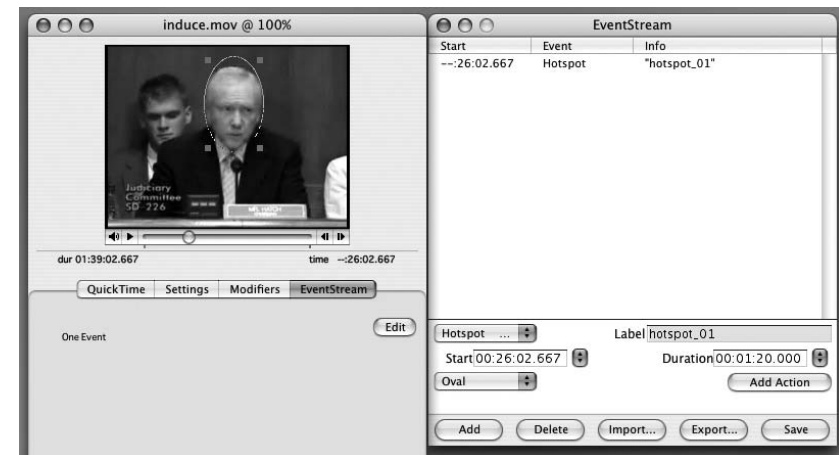 induce.mov @ 100%
Judiciary
Committee
SD-226
MR. HATCH
dur 01:39:02.667
time --:26:02.667
QuickTime Settings Modifiers EventStream
One Event
Edit
EventStream
Start Event Info
--:26:02.667 Hotspot "hotspot_01"
Hotspot ...
Label hotspot_01
Start 00:26:02.667
Duration 00:01:20.000
Oval
Add Action
Add Delete Import... Export... Save